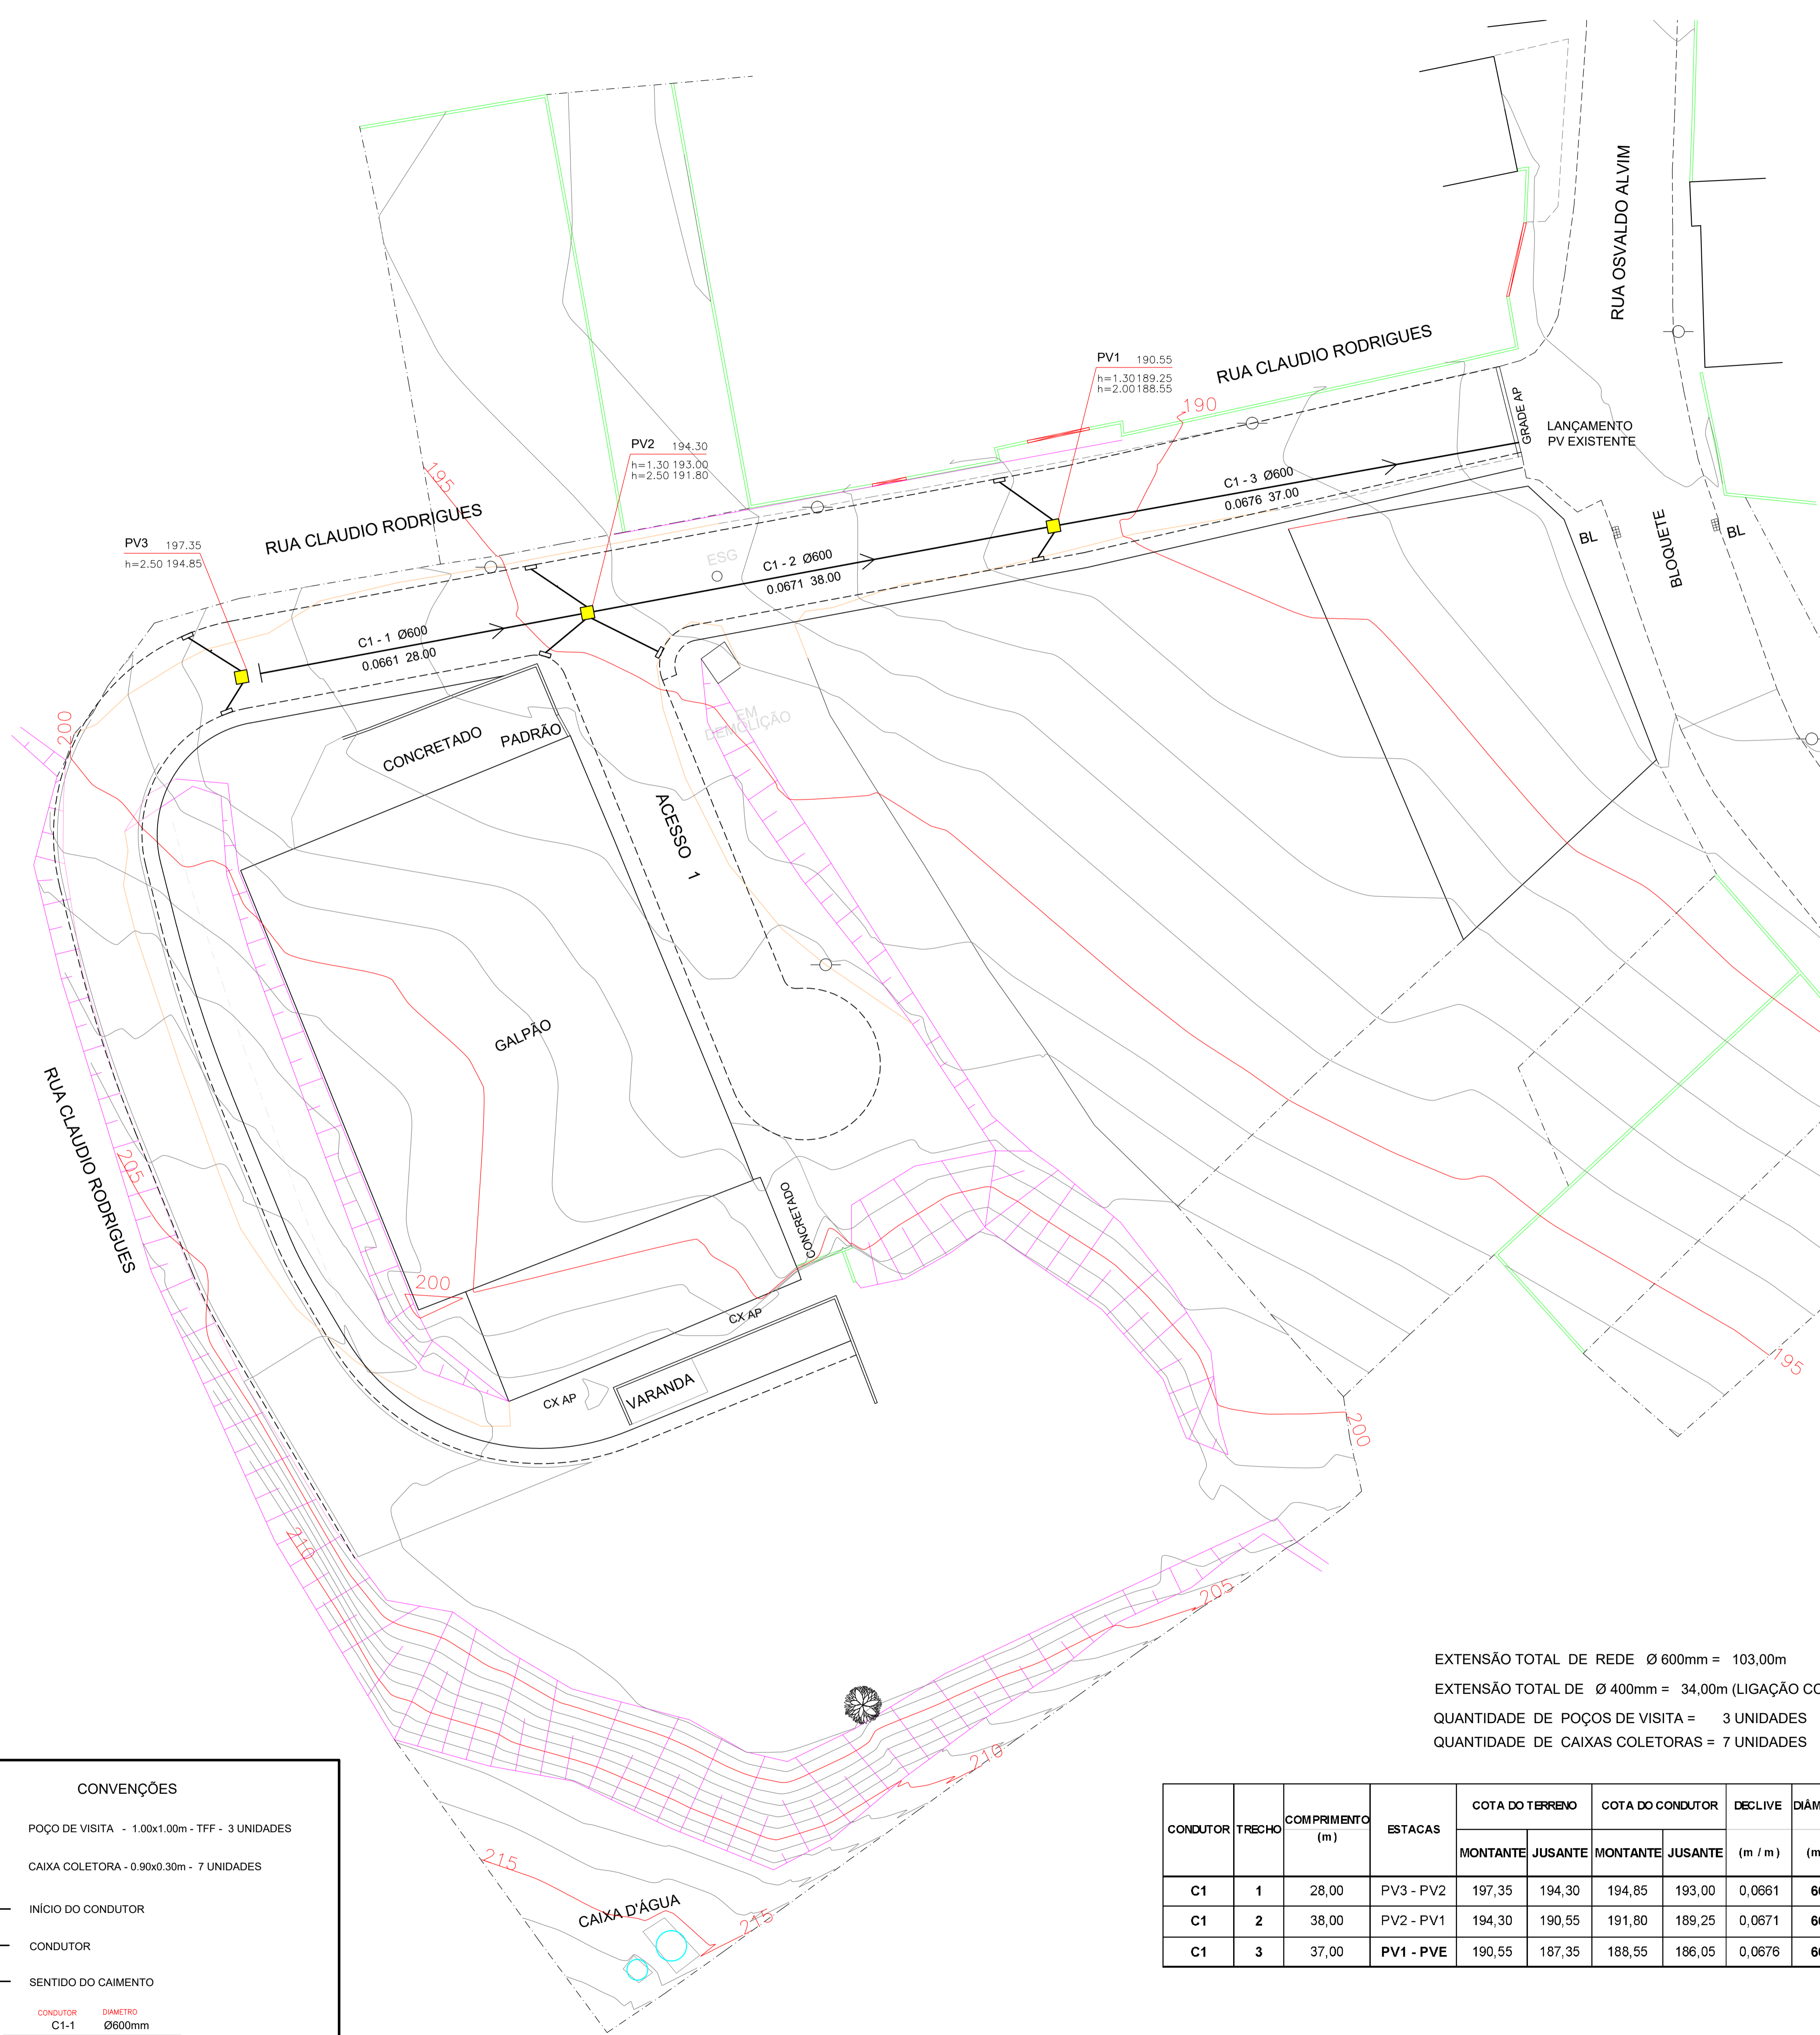 RUA OSVALDO ALVIM
RUA CLAUDIO RODRIGUES
PV1 190.55
h=1.30 189.25
h=2.00 188.55
190
GRADE AP
LANÇAMENTO
PV EXISTENTE
PV2 194.30
h=1.30 193.00
h=2.50 191.80
195
RUA CLAUDIO RODRIGUES
PV3 197.35
h=2.50 194.85
C1 - 3 Ø600
0.0676 37.00
BL
BLOQUETE
BL
ESG
C1 - 2 Ø600
0.0671 38.00
C1 - 1 Ø600
0.0661 28.00
200
EM
DEMOLIÇÃO
CONCRETADO
PADRÃO
ACESSO 1
GALPÃO
RUA CLAUDIO RODRIGUES
205
CONCRETADO
200
CX AP
CX AP
VARANDA
195
200
210
205
210
215
215
CAIXA D'ÁGUA
EXTENSÃO TOTAL DE REDE Ø 600mm = 103,00m
EXTENSÃO TOTAL DE Ø 400mm = 34,00m (LIGAÇÃO
QUANTIDADE DE POÇOS DE VISITA = 3 UNIDADES
QUANTIDADE DE CAIXAS COLETORAS = 7 UNIDADES
CONVENÇÕES
POÇO DE VISITA - 1.00x1.00m - TFF - 3 UNIDADES
CAIXA COLETORA - 0.90x0.30m - 7 UNIDADES
INÍCIO DO CONDUTOR
CONDUTOR
SENTIDO DO CAIMENTO
CONDUTOR DIAMETRO
C1-1 Ø600mm
CONDUTOR TRECHO COMPRIMENTO (m) ESTACAS COTA DO TERRENO COTA DO CONDUTOR DECLIVE
MONTANTE JUSANTE MONTANTE JUSANTE (m / m)
C1 1 28,00 PV3 - PV2 197,35 194,30 194,85 193,00 0,0661
C1 2 38,00 PV2 - PV1 194,30 190,55 191,80 189,25 0,0671
C1 3 37,00 PV1 - PVE 190,55 187,35 188,55 186,05 0,0676